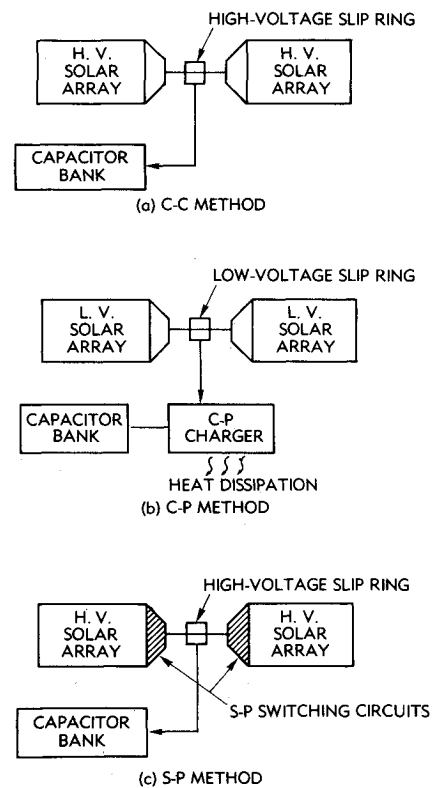 HIGH-VOLTAGE SLIP RING
H. V.
SOLAR
ARRAY
H. V.
SOLAR
ARRAY
CAPACITOR
BANK
(a) C-C METHOD
LOW-VOLTAGE SLIP RING
L. V.
SOLAR
ARRAY
L. V.
SOLAR
ARRAY
CAPACITOR
BANK
C-P
CHARGER
HEAT DISSIPATION
(b) C-P METHOD
HIGH-VOLTAGE SLIP RING
H. V.
SOLAR
ARRAY
H. V.
SOLAR
ARRAY
S-P SWITCHING CIRCUITS
CAPACITOR
BANK
(c) S-P METHOD